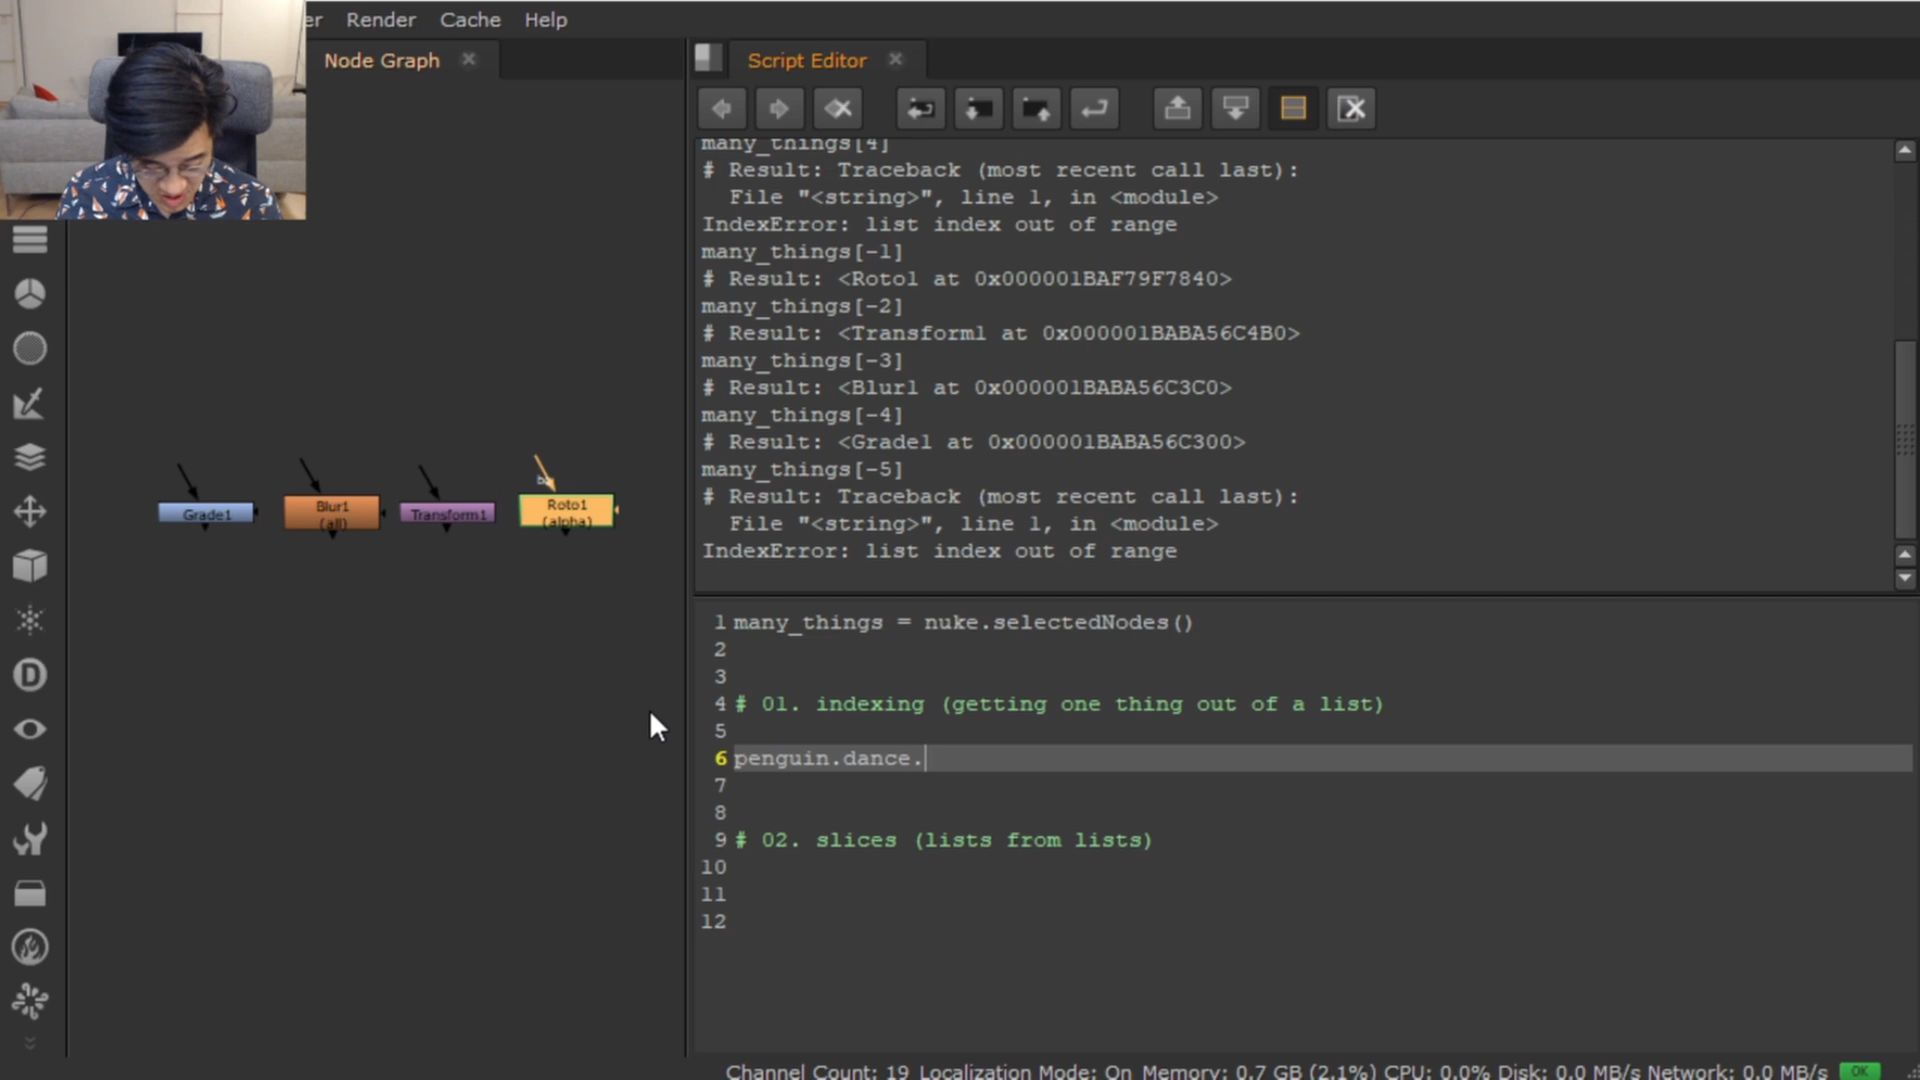 er Render Cache Help
Node Graph
Script Editor
many_things[4]
# Result: Traceback (most recent call last):
File "<string>", line 1, in <module>
IndexError: list index out of range
many_things[-1]
# Result: <Roto1 at 0x000001BAF79F7840>
many_things[-2]
# Result: <Transform1 at 0x000001BABA56C4B0>
many_things[-3]
# Result: <Blur1 at 0x000001BABA56C3C0>
many_things[-4]
# Result: <Grade1 at 0x000001BABA56C300>
many_things[-5]
# Result: Traceback (most recent call last):
File "<string>", line 1, in <module>
IndexError: list index out of range
Grade1
Blur1
(all)
Transform1
Roto1
(alpha)
1 many_things = nuke.selectedNodes()
2
3
4 # 01. indexing (getting one thing out of a list)
5
6 penguin.dance.
7
8
9 # 02. slices (lists from lists)
10
11
12
Channel Count: 19 Localization Mode: On Memory: 0.7 GB (2.1%) CPU: 0.0% Disk: 0.0 MB/s Network: 0.0 MB/s OK